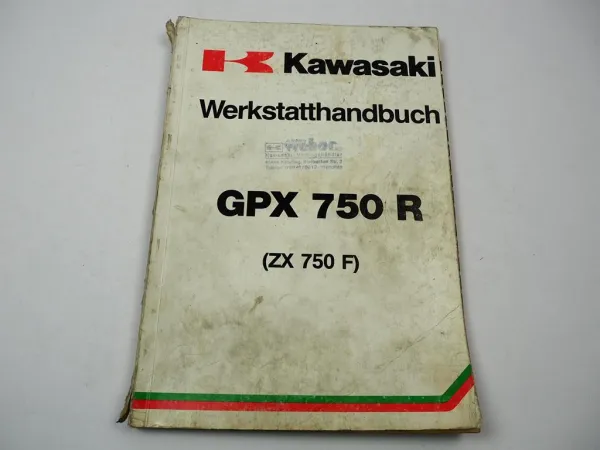 Kawasaki
Werkstatthandbuch
GPX 750 R
(ZX 750 F)